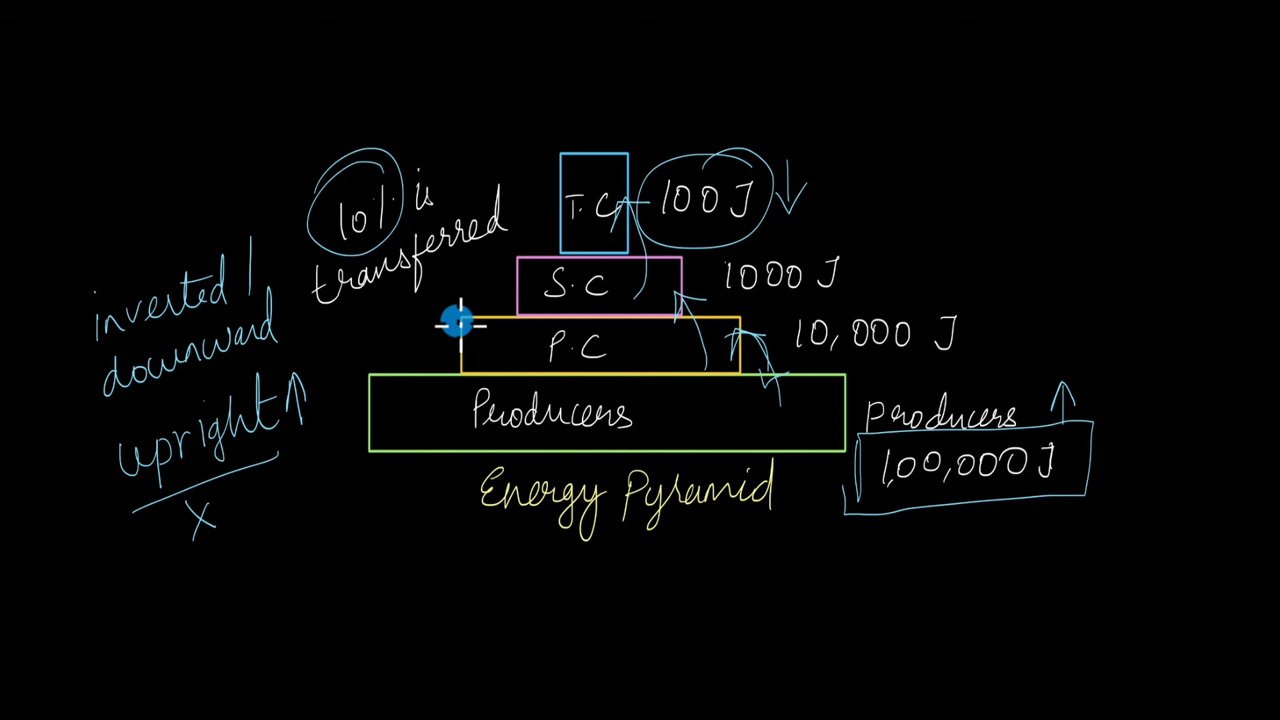 10% is
transferred
T.C
100 J
S.C
1000 J
P.C
10,000 J
Producers
producers
1,00,000 J
inverted /
downward
upright ↑
x
Energy Pyramid